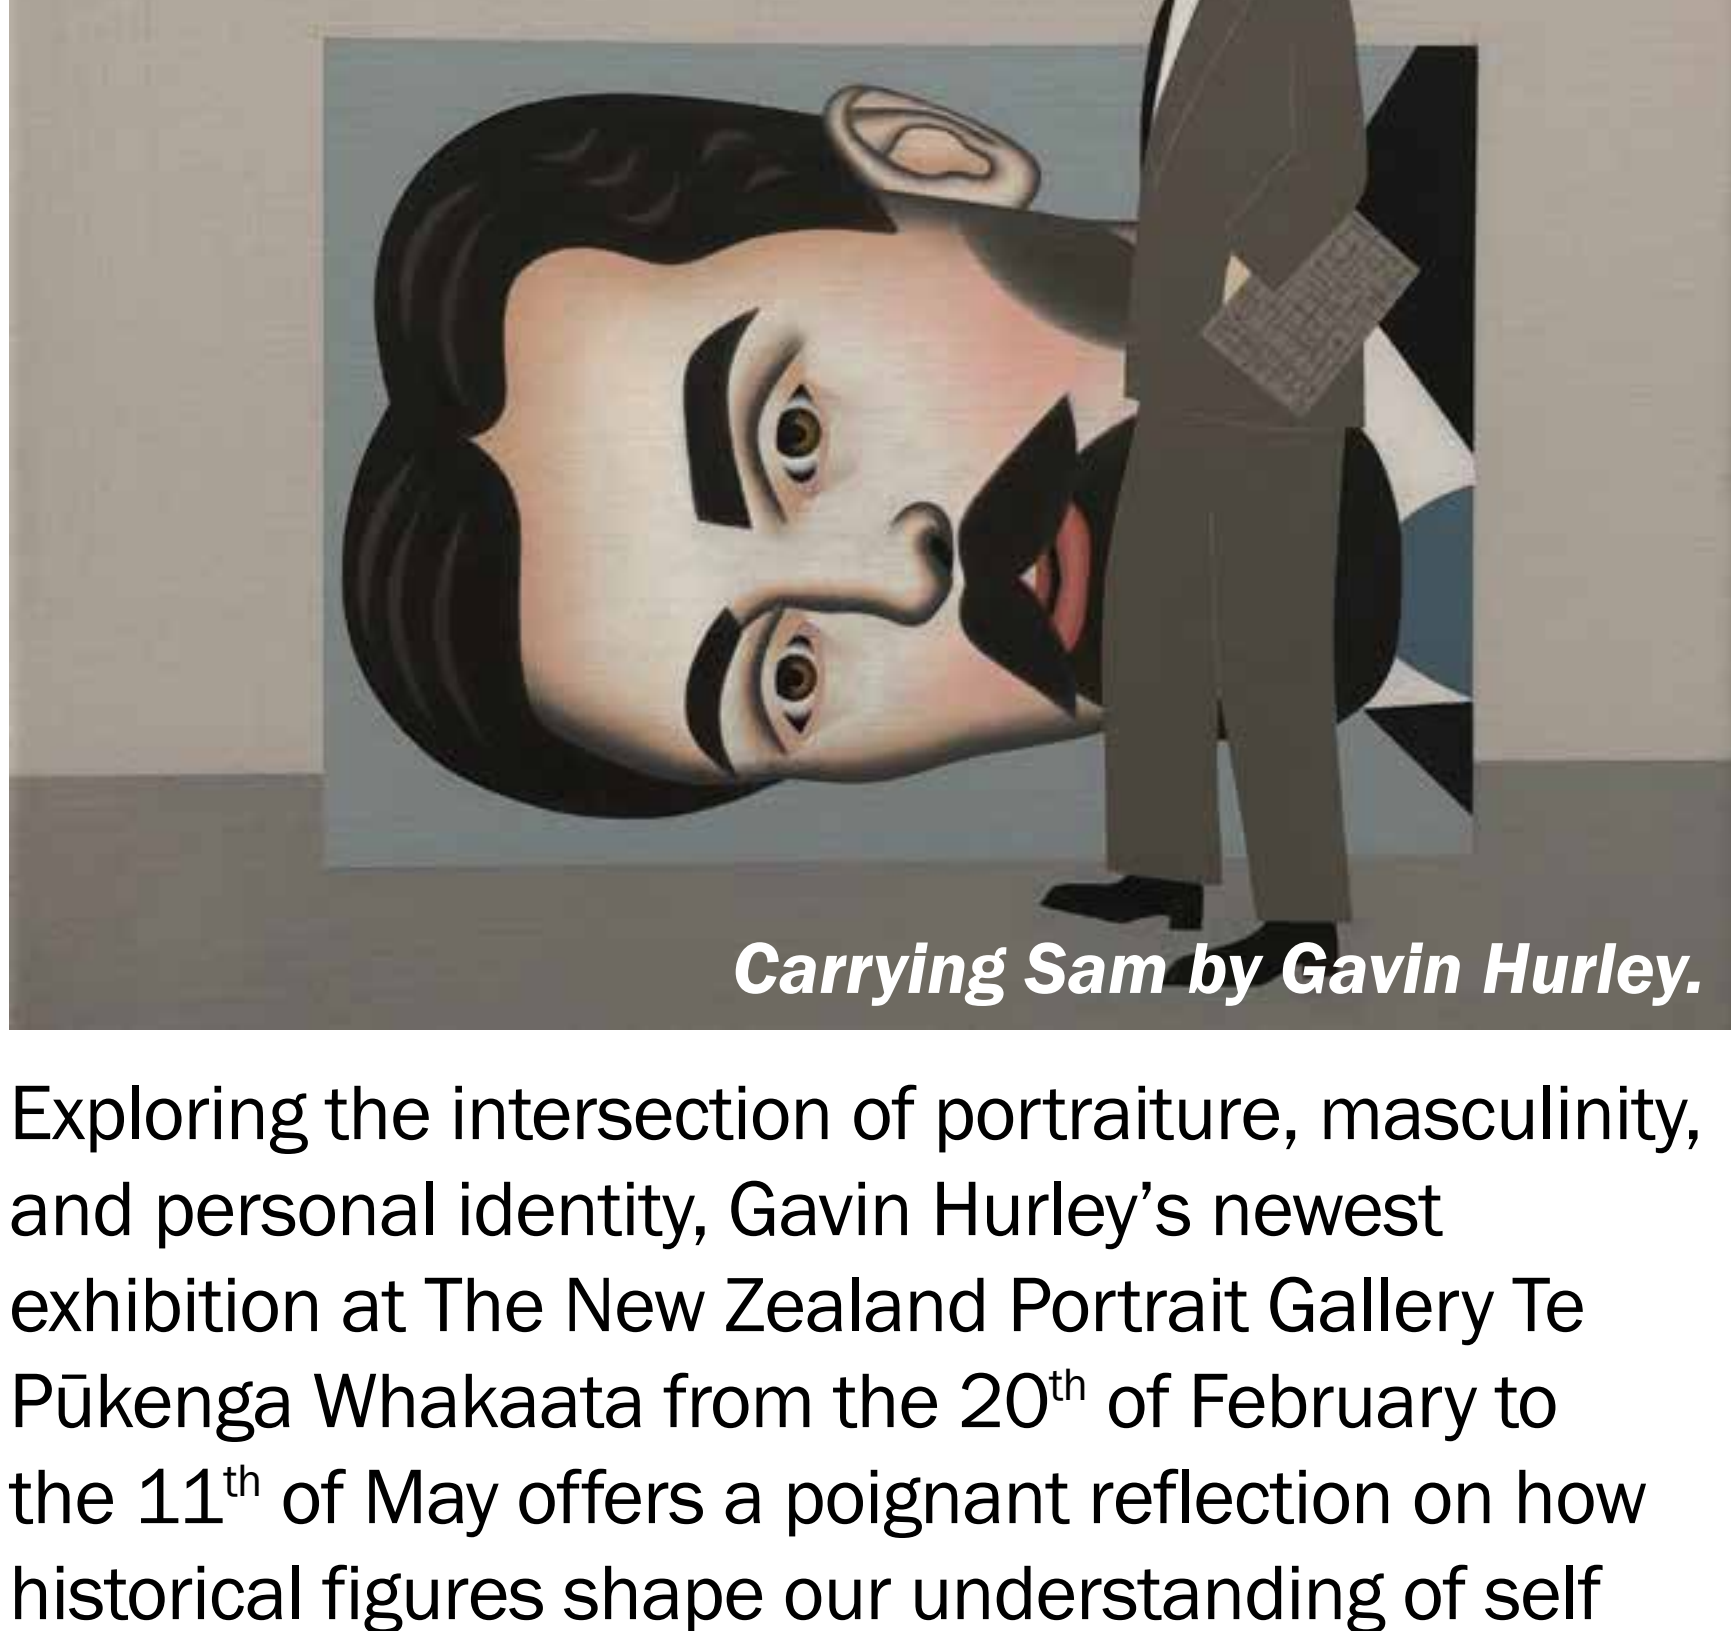 Carrying Sam by Gavin Hurley.
Exploring the intersection of portraiture, masculinity,
and personal identity, Gavin Hurley’s newest
exhibition at The New Zealand Portrait Gallery Te
Pūkenga Whakaata from the 20th of February to
the 11th of May offers a poignant reflection on how
historical figures shape our understanding of self